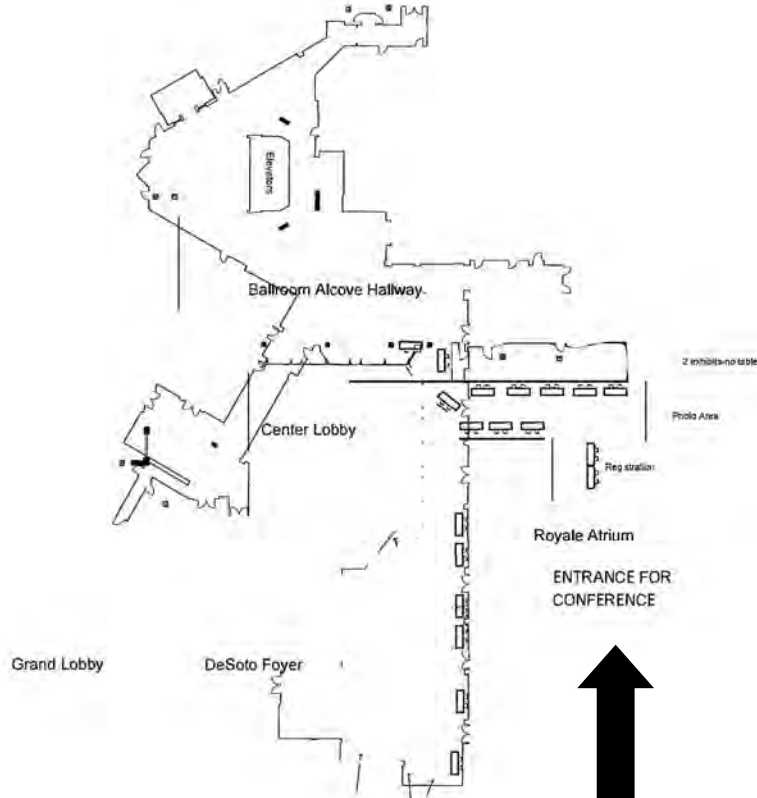 Elevators
Ballroom Alcove Hallway
2 exhibits-no table
Photo Area
Center Lobby
Reg stration
Royale Atrium
ENTRANCE FOR
CONFERENCE
Grand Lobby
DeSoto Foyer